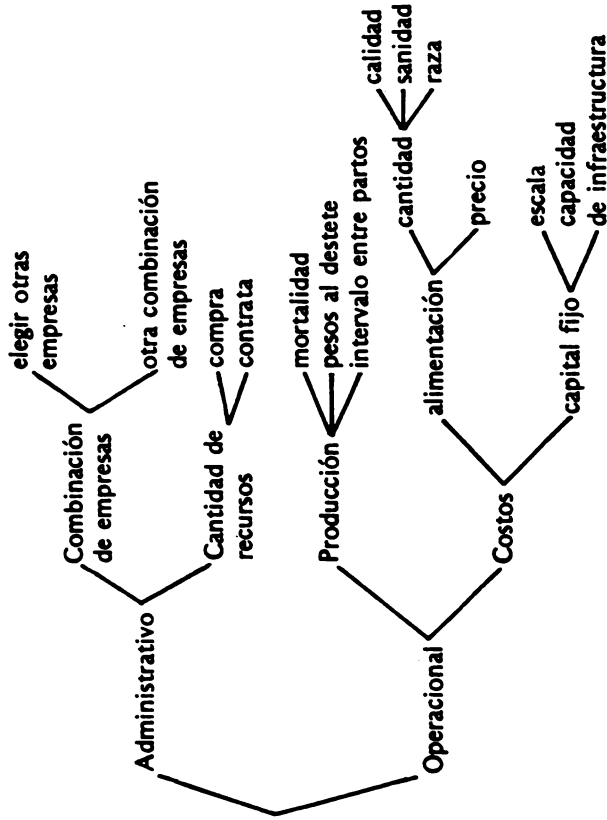 Administrativo
Combinación
de empresas
elegir otras
empresas
otra combinación
de empresas
Cantidad de
recursos
compra
contrata
Operacional
Producción
mortalidad
pesos al destete
intervalo entre partos
Costos
alimentación
cantidad
calidad
sanidad
raza
precio
capital fijo
escala
capacidad
de infraestructura